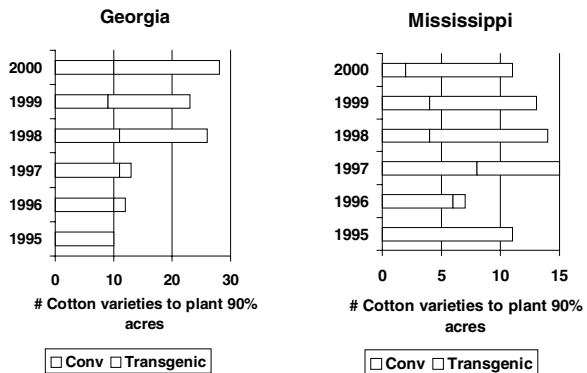 Georgia
2000
1999
1998
1997
1996
1995
0 10 20 30
# Cotton varieties to plant 90%
acres
Conv Transgenic
Mississippi
2000
1999
1998
1997
1996
1995
0 5 10 15
# Cotton varieties to plant 90%
acres
Conv Transgenic